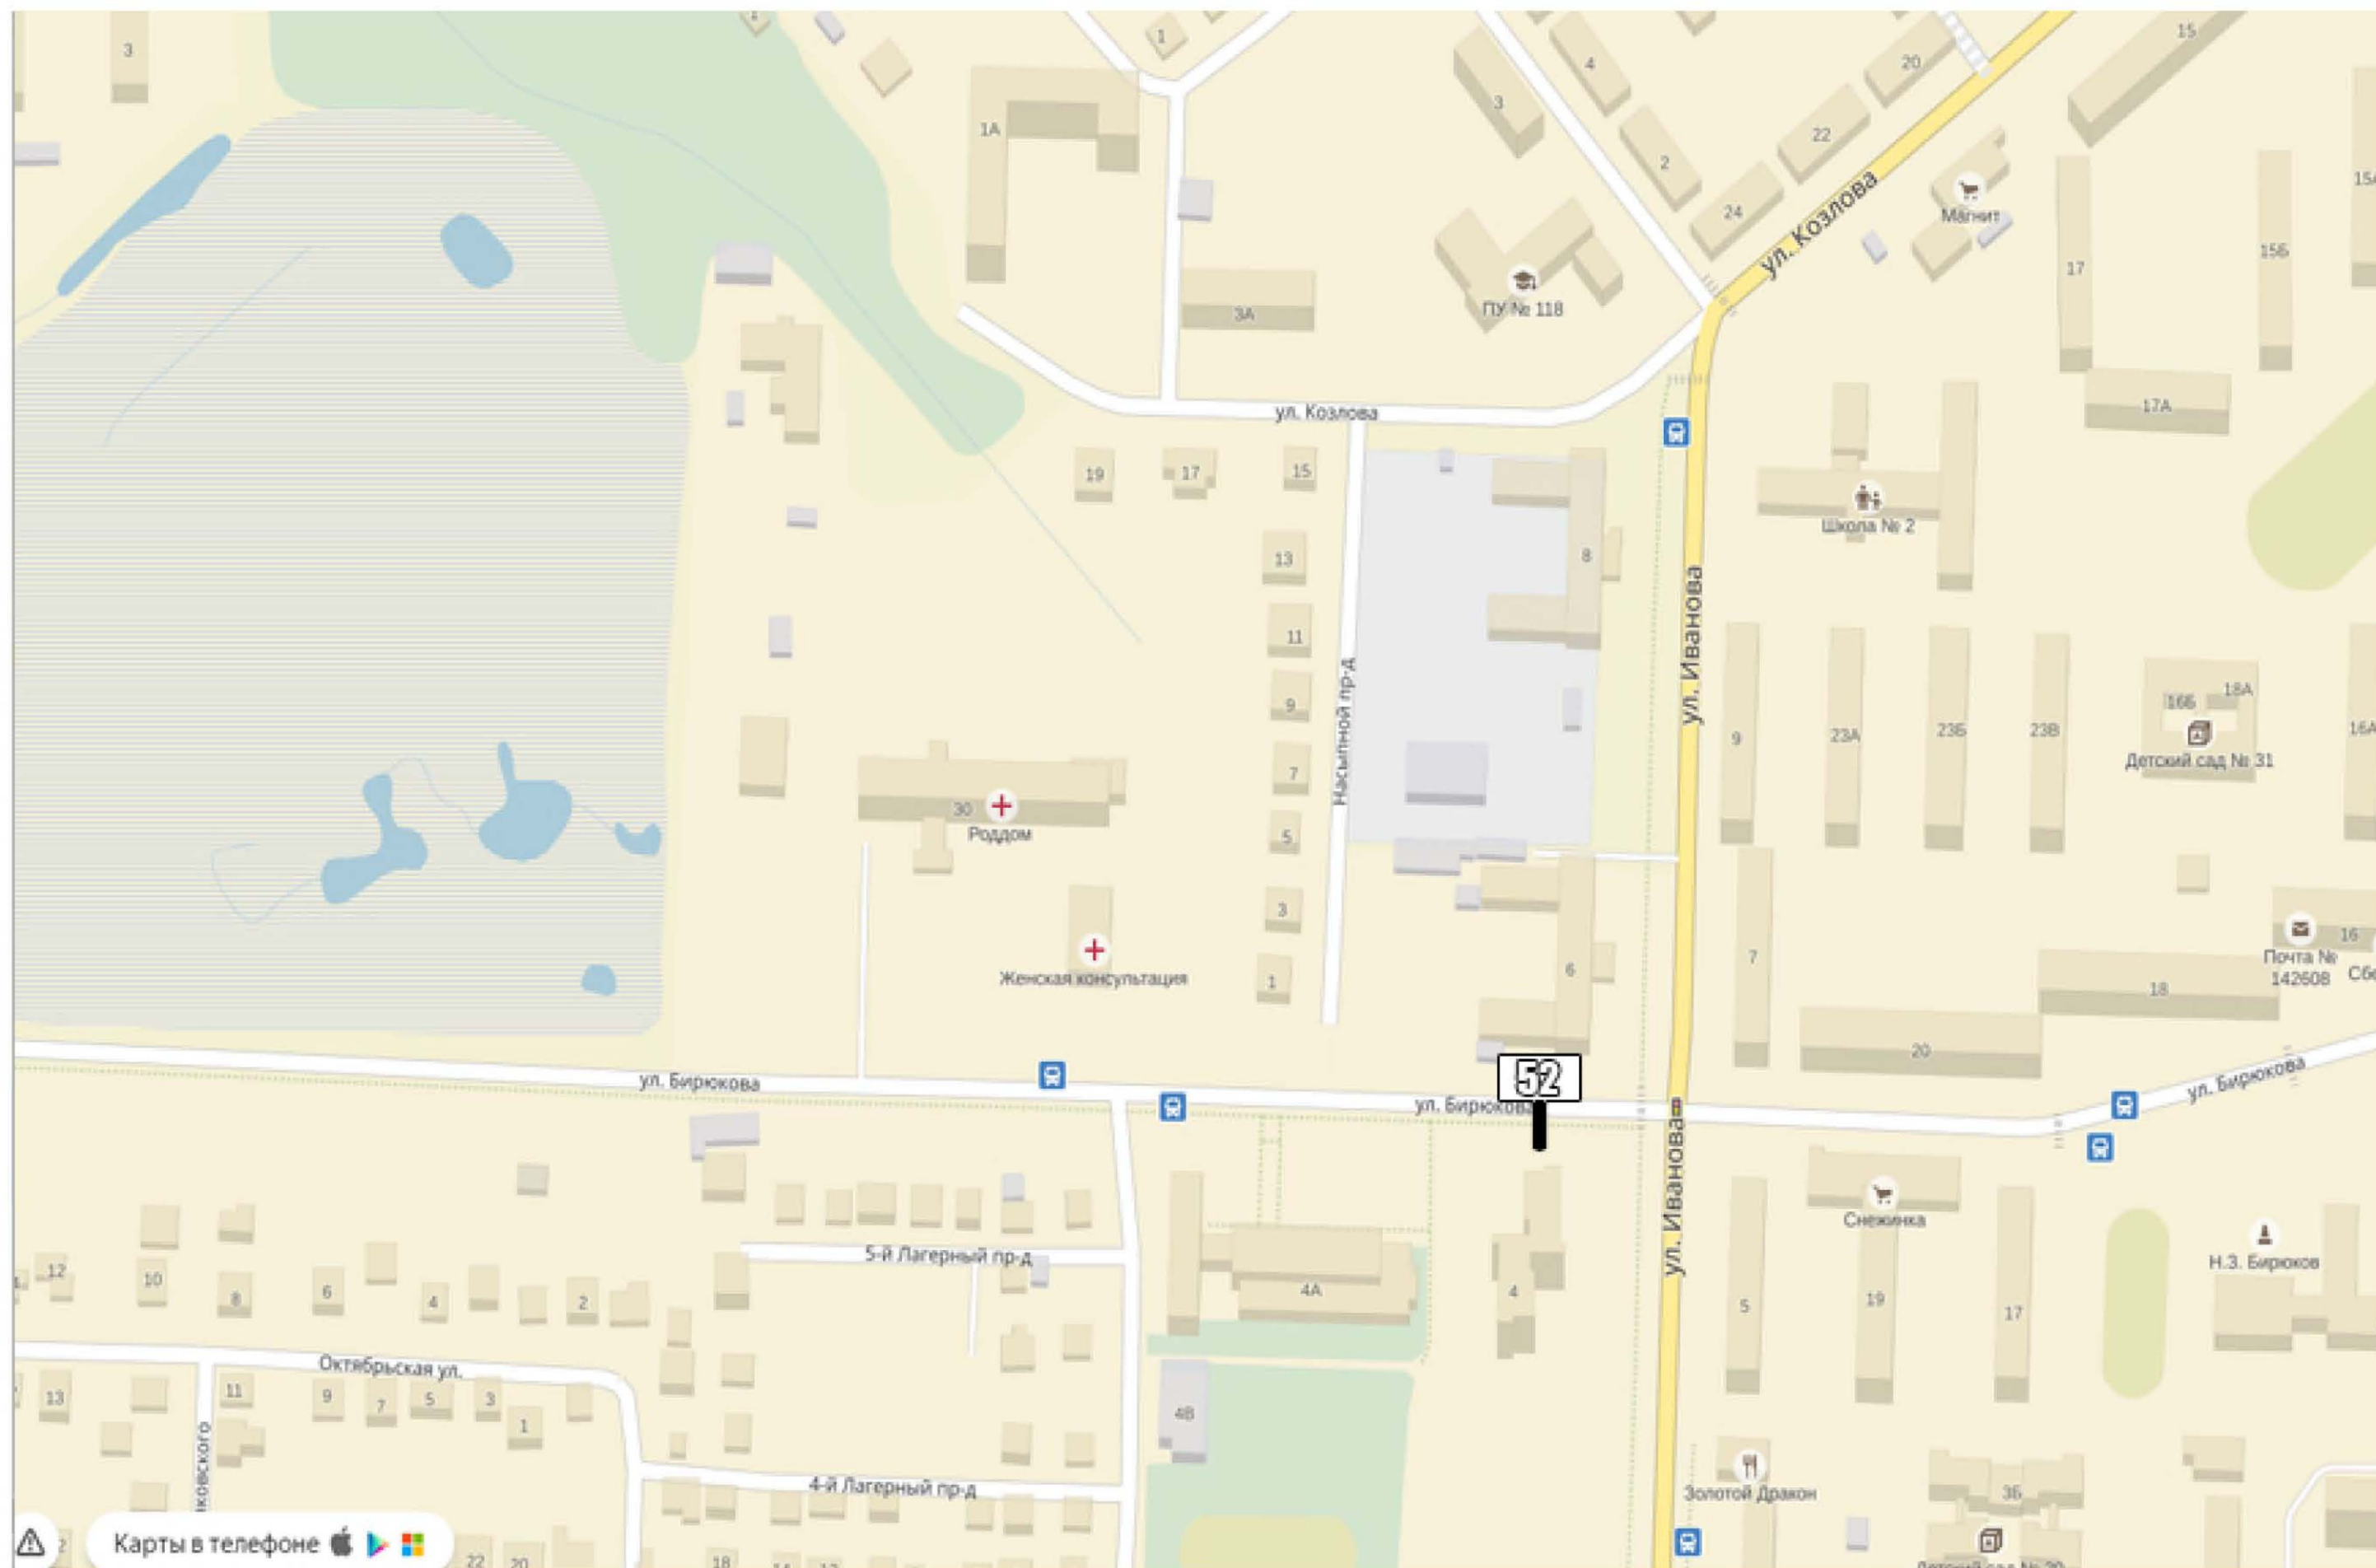 3
1
1
4
20
15
3
1А
2
22
24
ул. Козлова
Магнит
17
15Б
ПУ № 118
3А
ул. Козлова
17А
19
17
15
Школа № 2
13
8
11
ул. Иванова
9
Насыпной пр-д
9
23А
23Б
23В
16Б
18А
Детский сад № 31
16А
7
30
Роддом
5
3
7
6
Почта №
142608
16
18
Женская консультация
1
20
52
ул. Бирюкова
ул. Бирюкова
ул. Бирюкова
ул. Иванова
Снежинка
Н.З. Бирюков
5-й Лагерный пр-д
12
10
8
6
4
2
4А
4
5
19
17
Октябрьская ул.
13
11
9
7
5
3
1
4В
4-й Лагерный пр-д
Золотой Дракон
3Б
Карты в телефоне
22
20
18